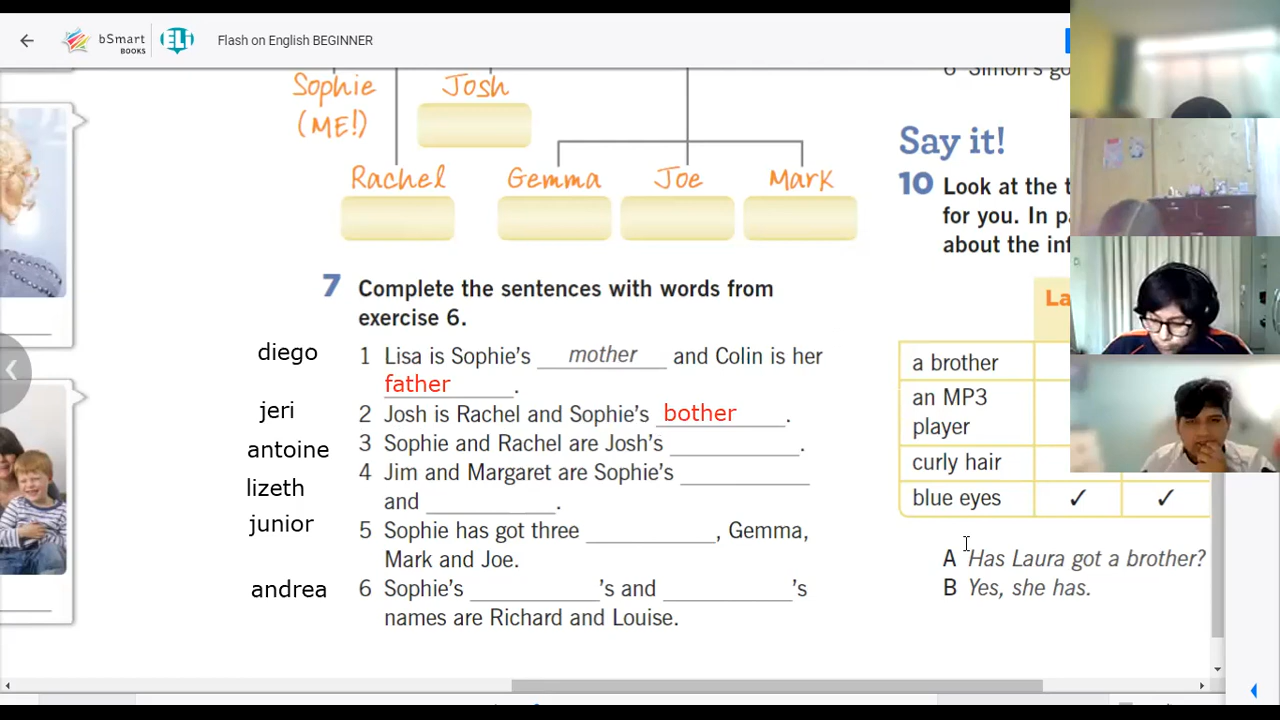 bSmart
BOOKS
ELi
Flash on English BEGINNER
Sophie
(ME!)
Josh
Rachel
Gemma
Joe
Mark
7 Complete the sentences with words from
exercise 6.
diego
1 Lisa is Sophie's mother and Colin is her
father .
jeri
2 Josh is Rachel and Sophie's bother .
antoine
3 Sophie and Rachel are Josh's .
lizeth
4 Jim and Margaret are Sophie's
and .
junior
5 Sophie has got three , Gemma,
Mark and Joe.
andrea
6 Sophie's 's and 's
names are Richard and Louise.
6 Simon's
Say it!
10 Look at the
for you. In
about the
La
a brother
an MP3
player
curly hair
blue eyes ✓ ✓
A Has Laura got a brother?
B Yes, she has.